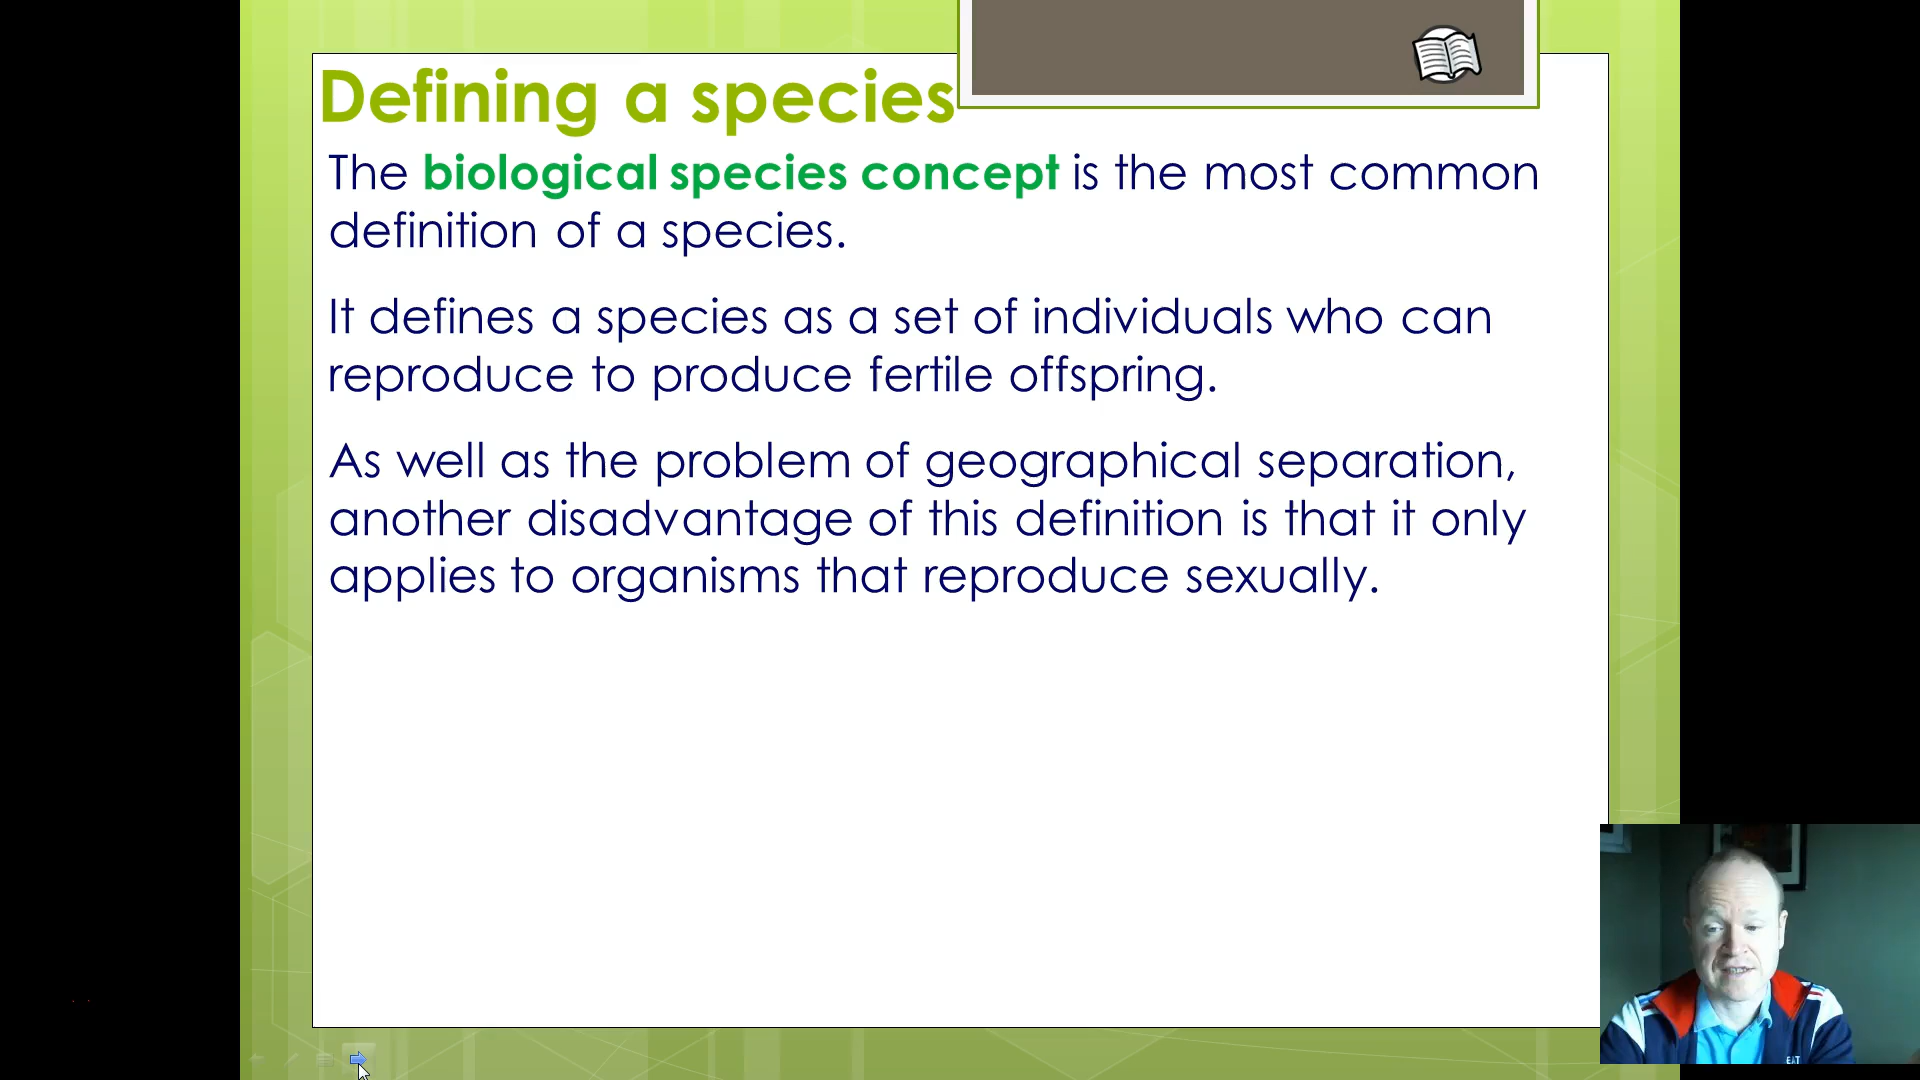 Defining a species
The biological species concept is the most common
definition of a species.
It defines a species as a set of individuals who can
reproduce to produce fertile offspring.
As well as the problem of geographical separation,
another disadvantage of this definition is that it only
applies to organisms that reproduce sexually.